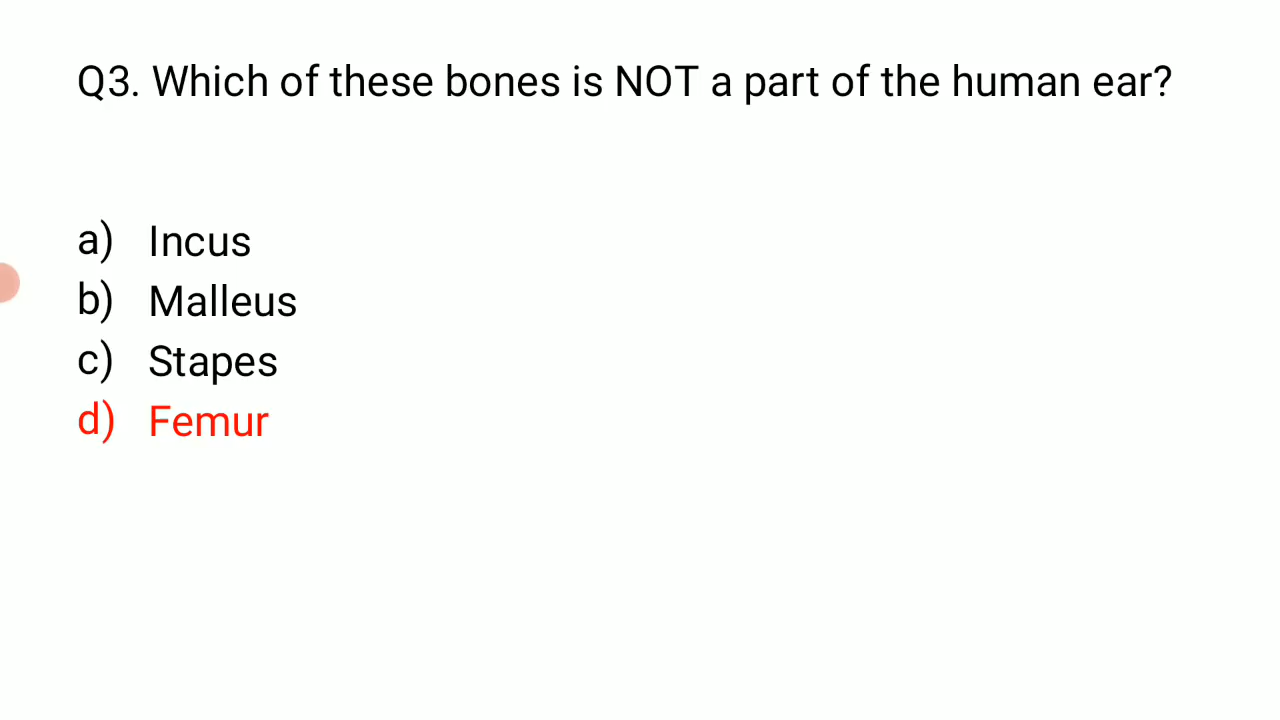 Q3. Which of these bones is NOT a part of the human ear?
a) Incus
b) Malleus
c) Stapes
d) Femur